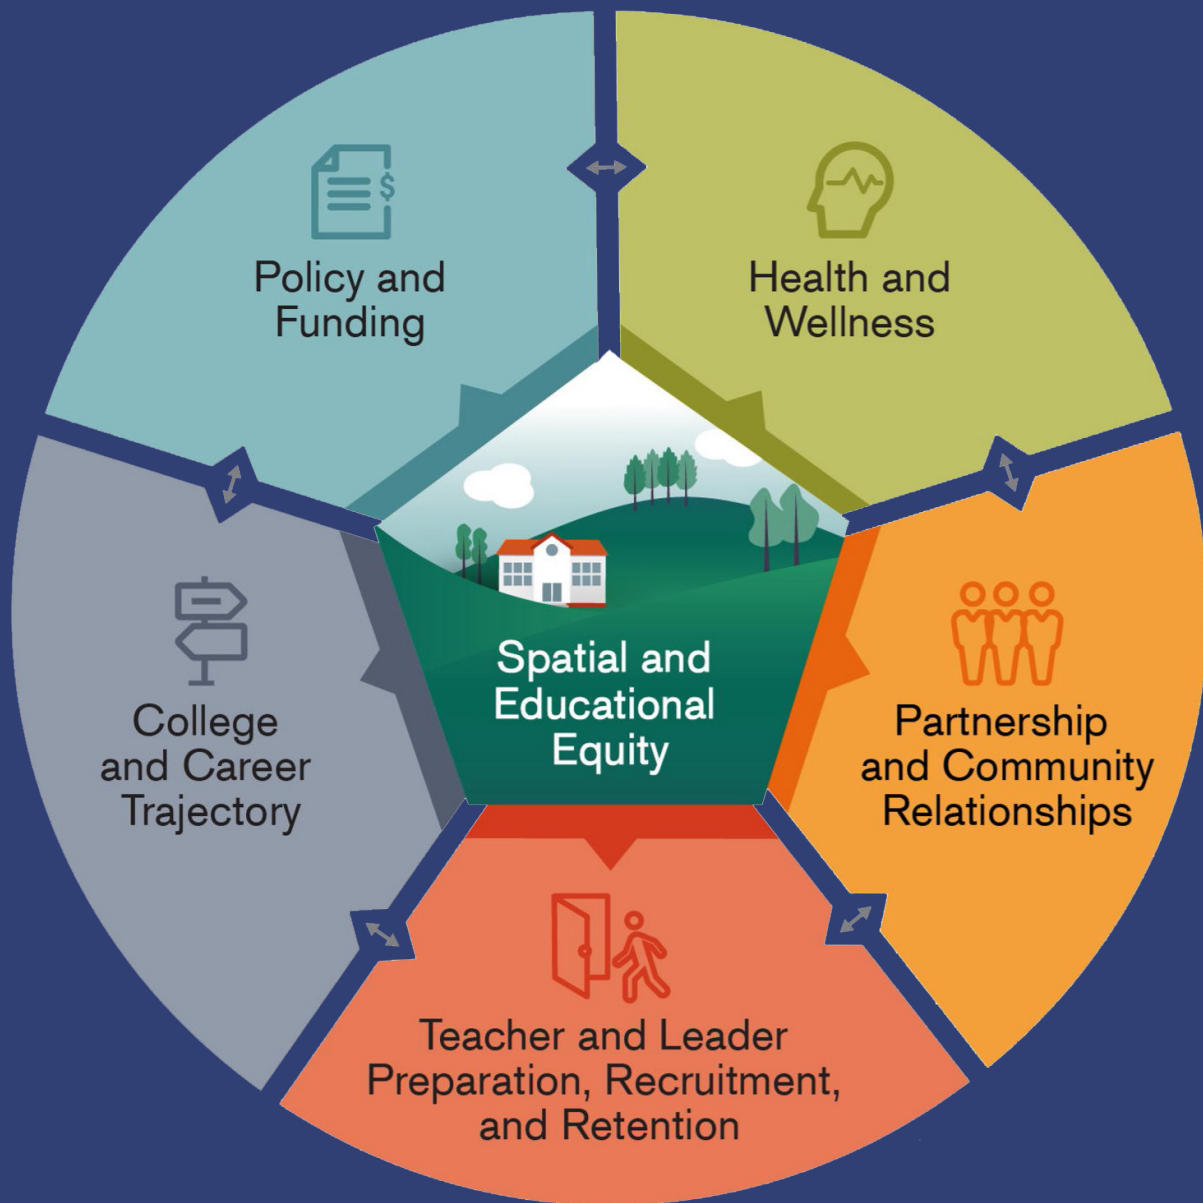 $
Policy and
Funding
Health and
Wellness
Spatial and
Educational
Equity
College
and Career
Trajectory
Partnership
and Community
Relationships
Teacher and Leader
Preparation, Recruitment,
and Retention